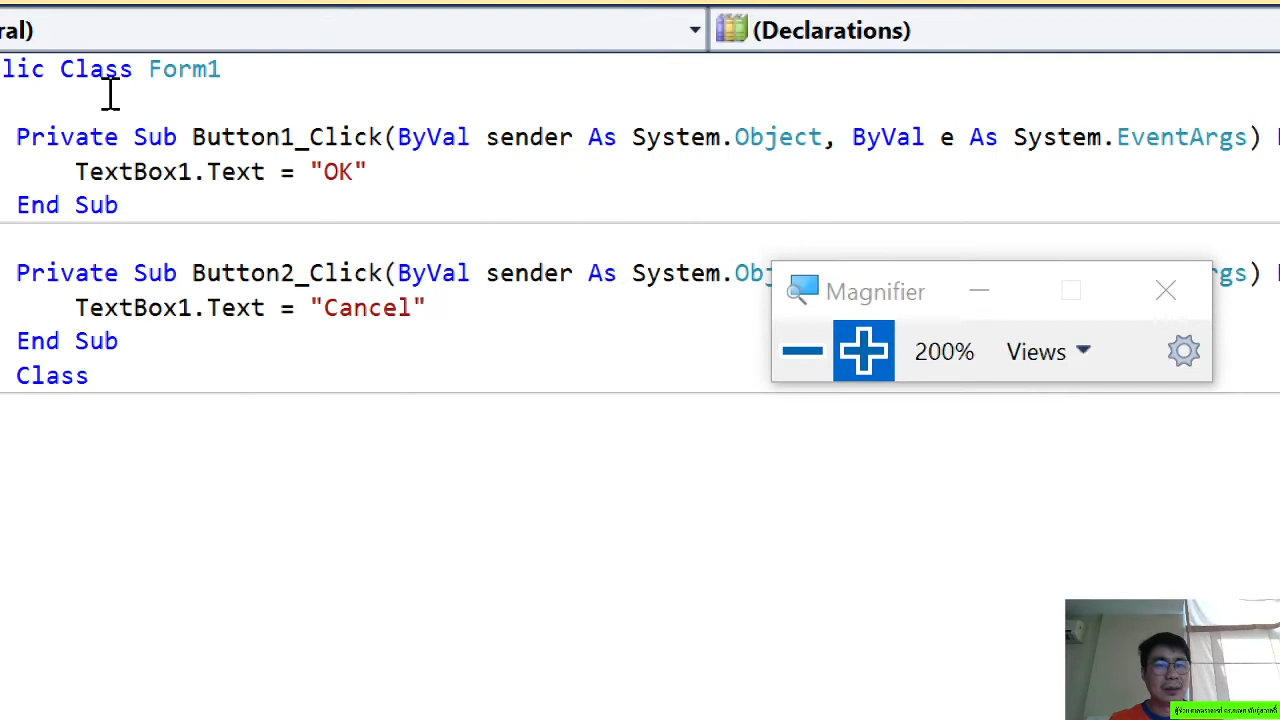 ral)
(Declarations)
lic Class Form1
Private Sub Button1_Click(ByVal sender As System.Object, ByVal e As System.EventArgs)
TextBox1.Text = "OK"
End Sub
Private Sub Button2_Click(ByVal sender As System.Obj rgs)
TextBox1.Text = "Cancel"
End Sub
Class
Magnifier
200% Views